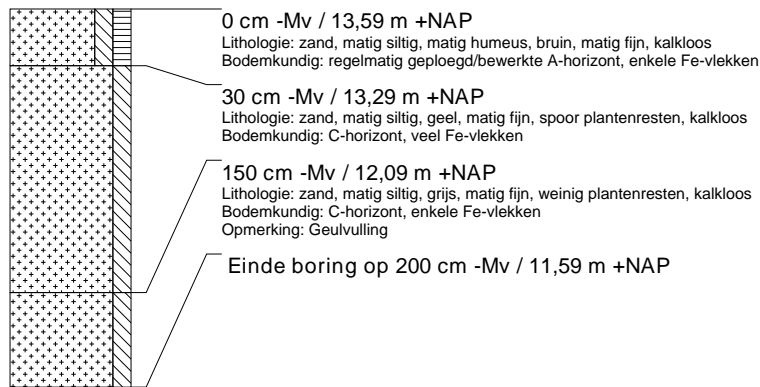 0 cm -Mv / 13,59 m +NAP
Lithologie: zand, matig siltig, matig humeus, bruin, matig fijn, kalkloos
Bodemkundig: regelmatig geploegd/bewerkte A-horizont, enkele Fe-vlekken
30 cm -Mv / 13,29 m +NAP
Lithologie: zand, matig siltig, geel, matig fijn, spoor plantenresten, kalkloos
Bodemkundig: C-horizont, veel Fe-vlekken
150 cm -Mv / 12,09 m +NAP
Lithologie: zand, matig siltig, grijs, matig fijn, weinig plantenresten, kalkloos
Bodemkundig: C-horizont, enkele Fe-vlekken
Opmerking: Geulvulling
Einde boring op 200 cm -Mv / 11,59 m +NAP